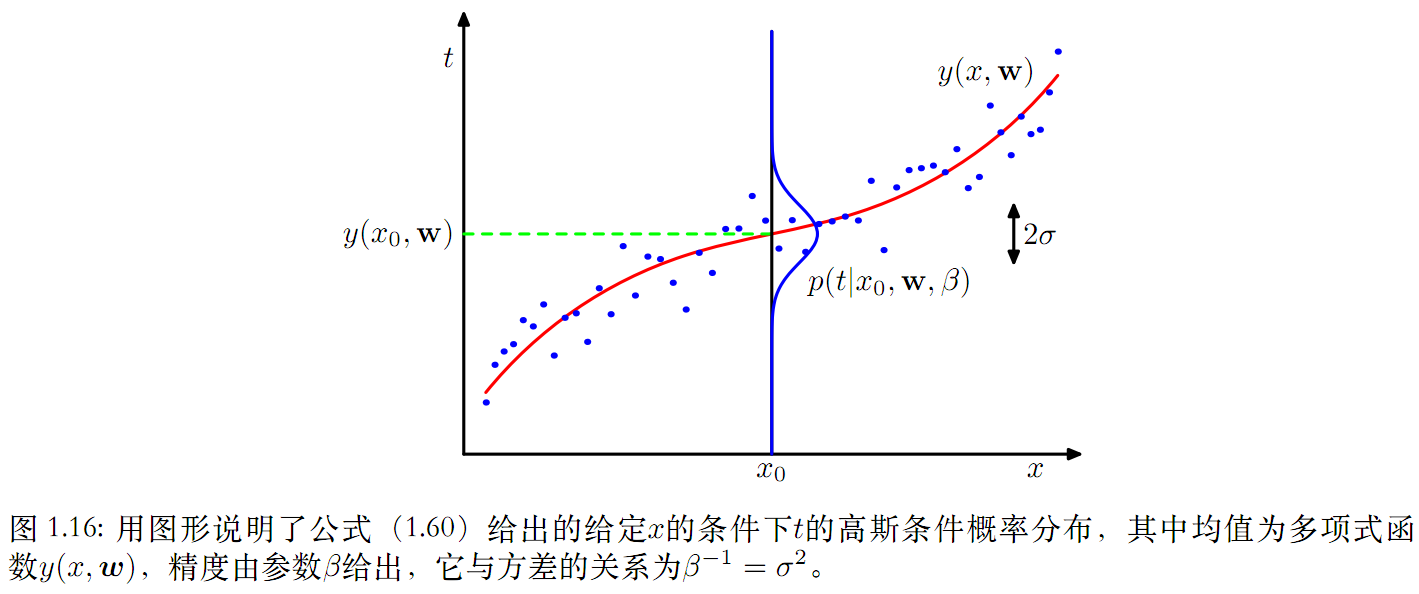 t
y(x, w)
y(x₀, w)
2σ
p(t|x₀, w, β)
x₀
x
图 1.16: 用图形说明了公式（1.60）给出的给定x的条件下t的高斯条件概率分布，其中均值为多项式函
数y(x, w)，精度由参数β给出，它与方差的关系为β⁻¹ = σ²。